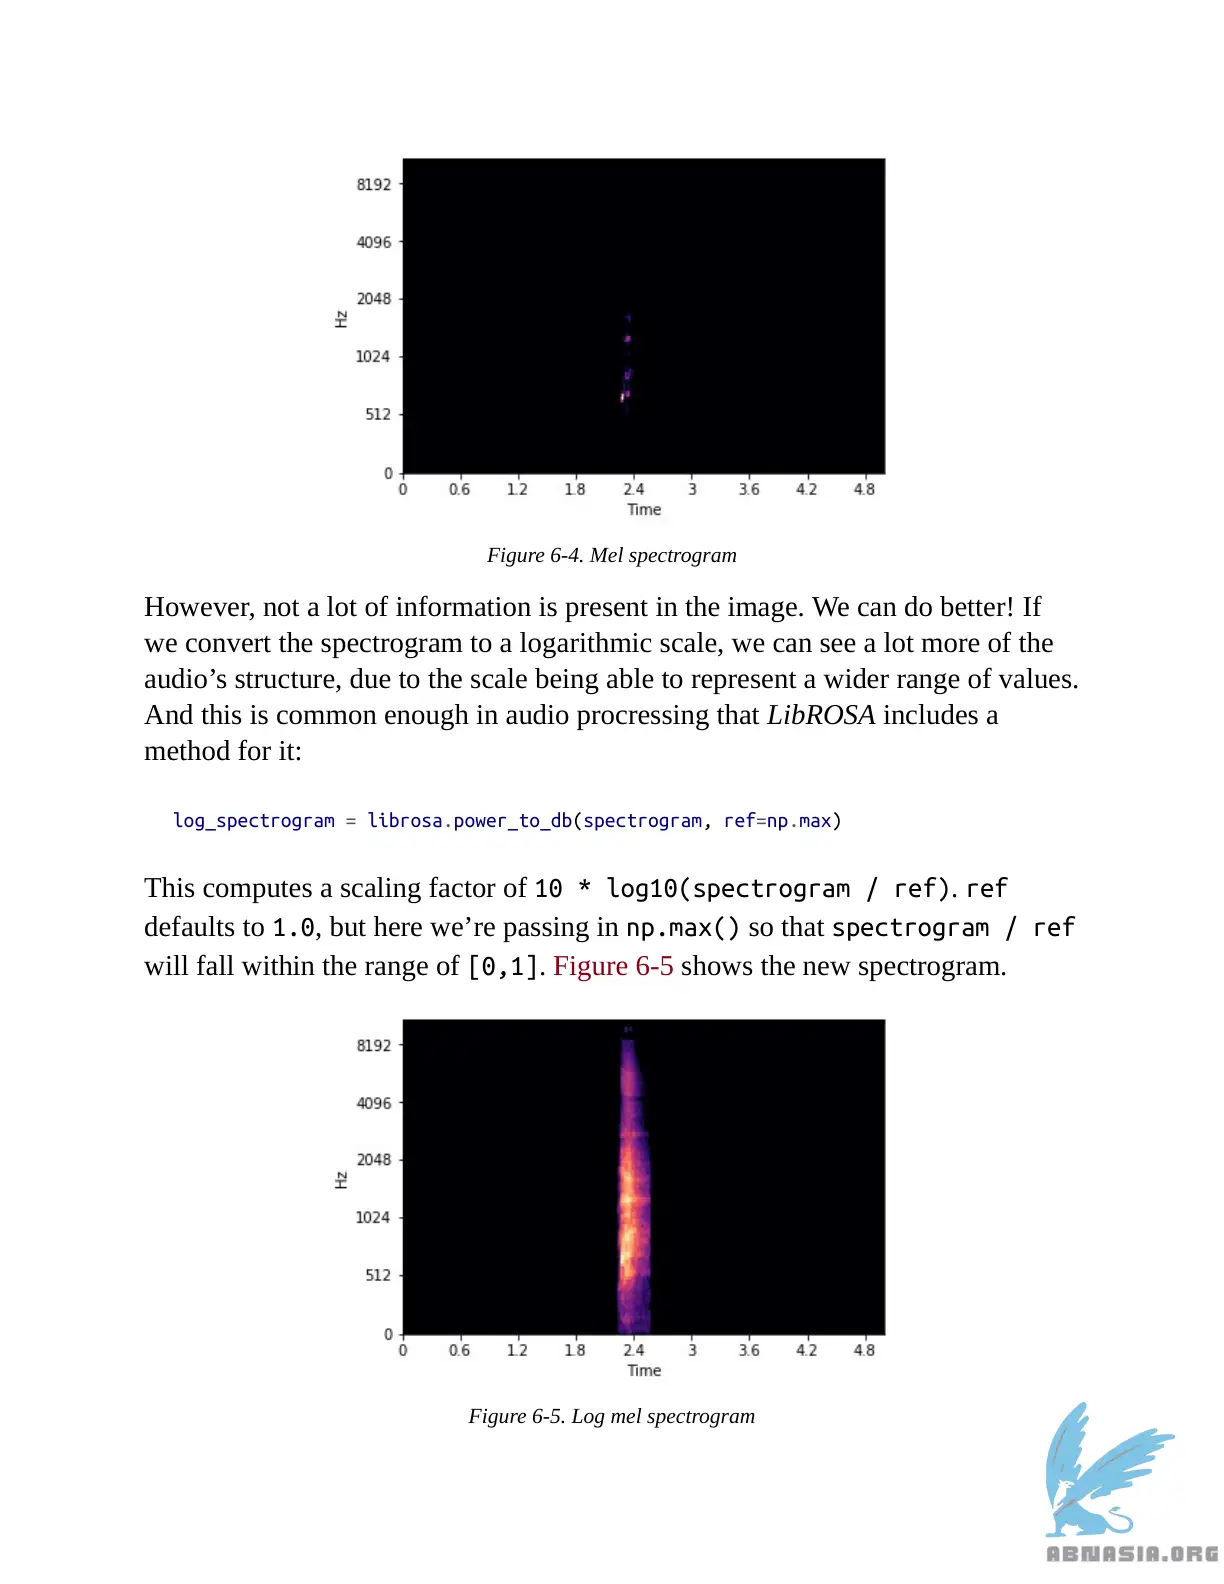 8192
4096
2048
1024
512
0
Hz
0 0.6 1.2 1.8 2.4 3 3.6 4.2 4.8
Time
Figure 6-4. Mel spectrogram
However, not a lot of information is present in the image. We can do better! If
we convert the spectrogram to a logarithmic scale, we can see a lot more of the
audio’s structure, due to the scale being able to represent a wider range of values.
And this is common enough in audio procressing that LibROSA includes a
method for it:
log_spectrogram = librosa.power_to_db(spectrogram, ref=np.max)
This computes a scaling factor of 10 * log10(spectrogram / ref). ref
defaults to 1.0, but here we’re passing in np.max() so that spectrogram / ref
will fall within the range of [0,1]. Figure 6-5 shows the new spectrogram.
8192
4096
2048
1024
512
0
Hz
0 0.6 1.2 1.8 2.4 3 3.6 4.2 4.8
Time
Figure 6-5. Log mel spectrogram
ABNASIA.ORG